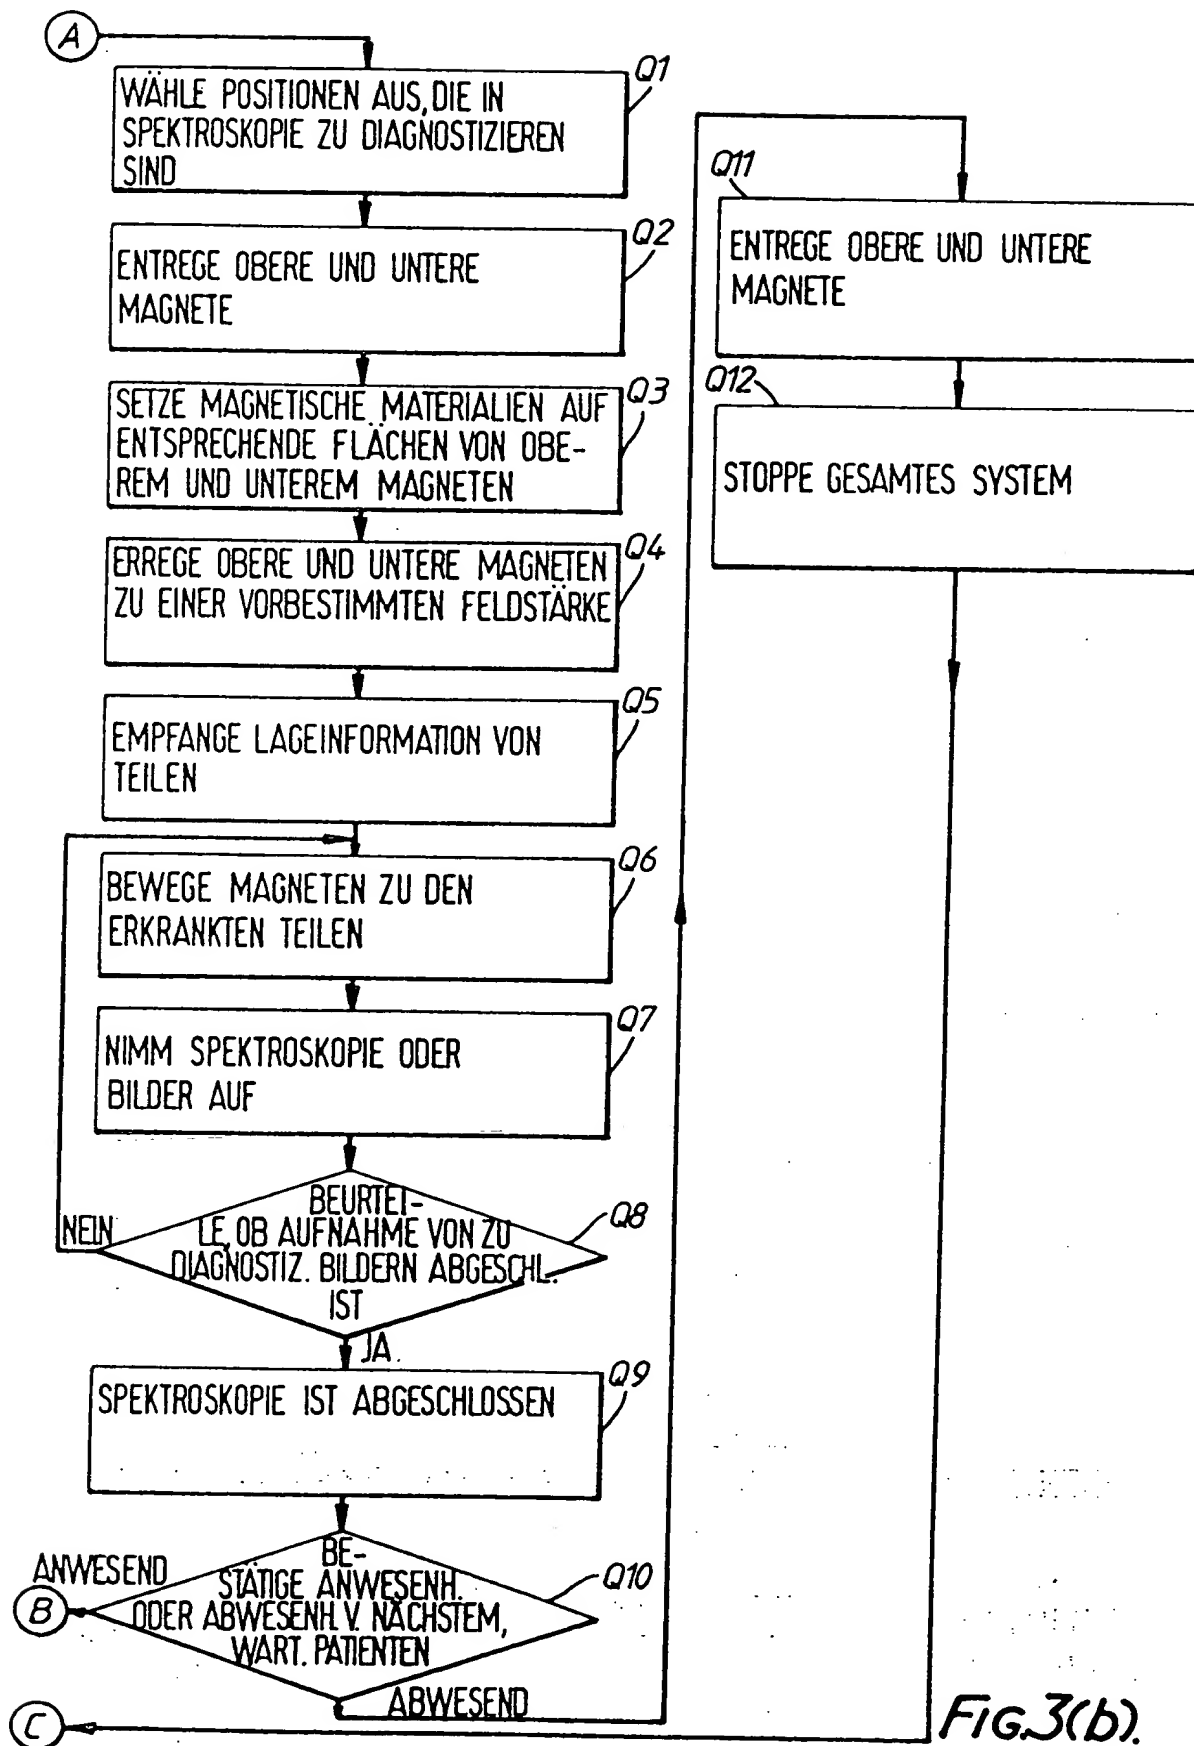 A
Q1
WÄHLE POSITIONEN AUS, DIE IN
SPEKTROSKOPIE ZU DIAGNOSTIZIEREN
SIND
Q2
ENTREGE OBERE UND UNTERE
MAGNETE
Q3
SETZE MAGNETISCHE MATERIALIEN AUF
ENTSPRECHENDE FLÄCHEN VON OBE-
REM UND UNTEREM MAGNETEN
Q4
ERREGE OBERE UND UNTERE MAGNETEN
ZU EINER VORBESTIMMTEN FELDSTÄRKE
Q5
EMPFANGE LAGEINFORMATION VON
TEILEN
Q6
BEWEGE MAGNETEN ZU DEN
ERKRANKTEN TEILEN
Q7
NIMM SPEKTROSKOPIE ODER
BILDER AUF
Q8
BEURTEI-
LE, OB AUFNAHME VON ZU
DIAGNOSTIZ. BILDERN ABGESCHL.
IST
NEIN
JA
Q9
SPEKTROSKOPIE IST ABGESCHLOSSEN
Q10
BE-
STÄTIGE ANWESENH.
ODER ABWESENH. V. NÄCHSTEM,
WART. PATIENTEN
ANWESEND
B
ABWESEND
C
Q11
ENTREGE OBERE UND UNTERE
MAGNETE
Q12
STOPPE GESAMTES SYSTEM
FIG.3(b).